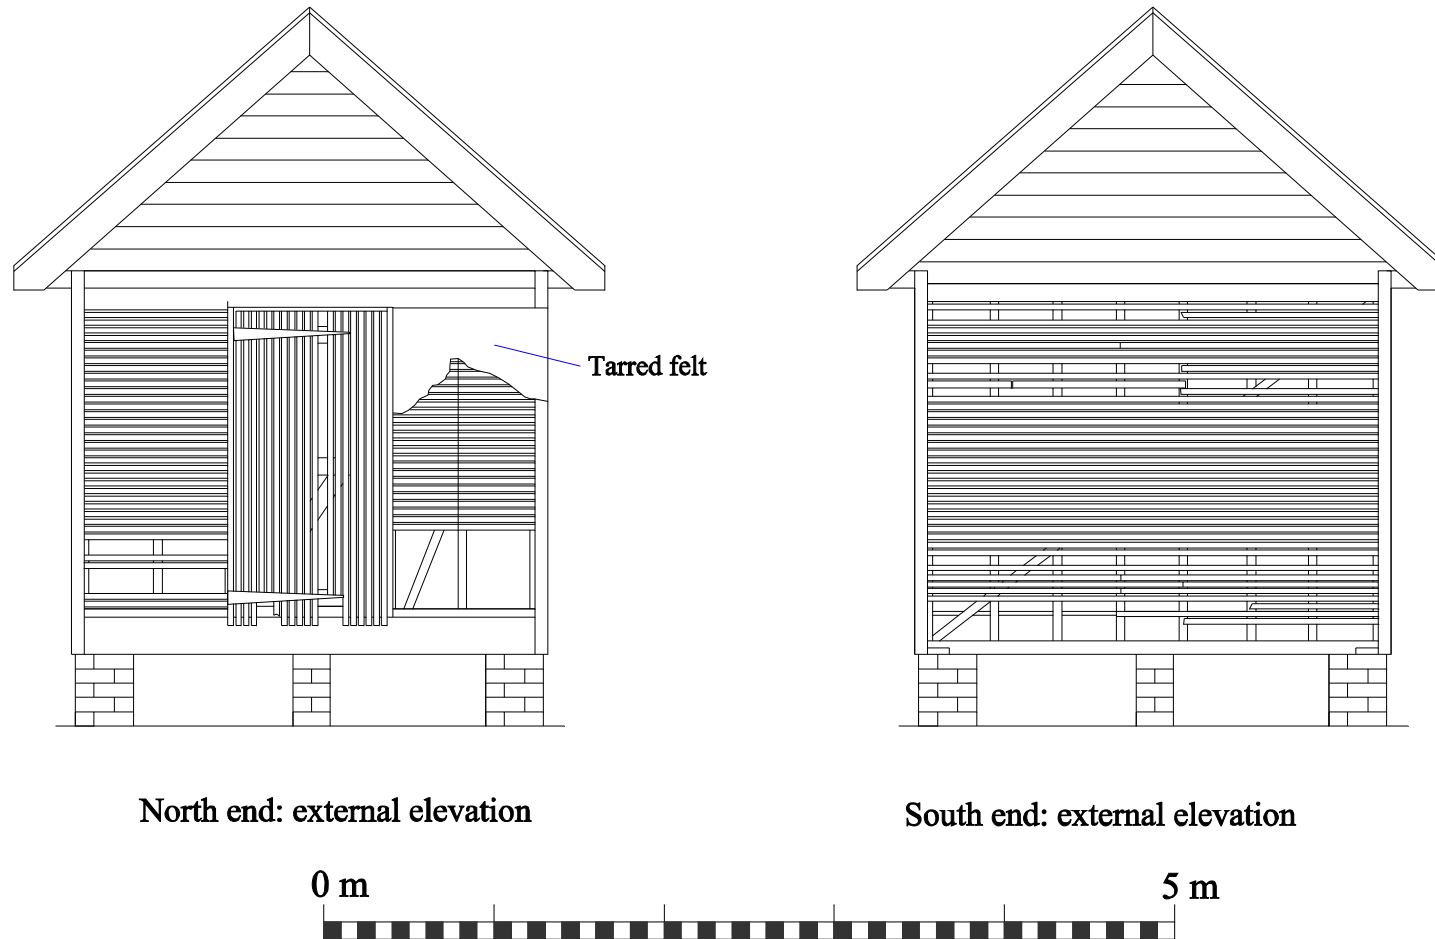 Tarred felt
North end: external elevation
South end: external elevation
0 m
5 m